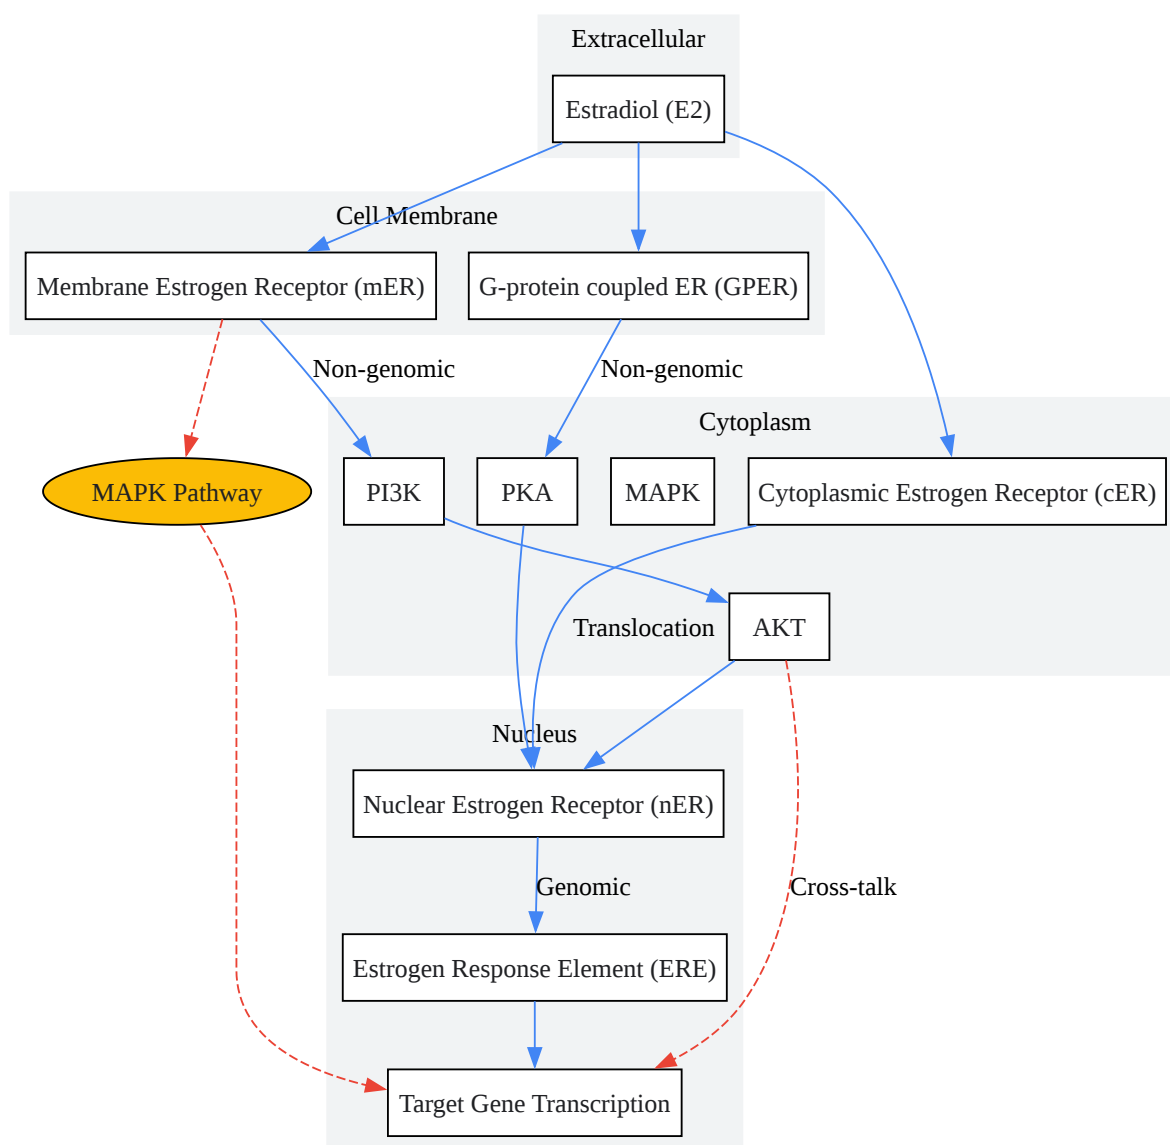 Extracellular
Estradiol (E2)
Cell Membrane
Membrane Estrogen Receptor (mER)
G-protein coupled ER (GPER)
Non-genomic
Non-genomic
Cytoplasm
MAPK Pathway
PI3K
PKA
MAPK
Cytoplasmic Estrogen Receptor (cER)
Translocation
AKT
Nucleus
Nuclear Estrogen Receptor (nER)
Genomic
Cross-talk
Estrogen Response Element (ERE)
Target Gene Transcription